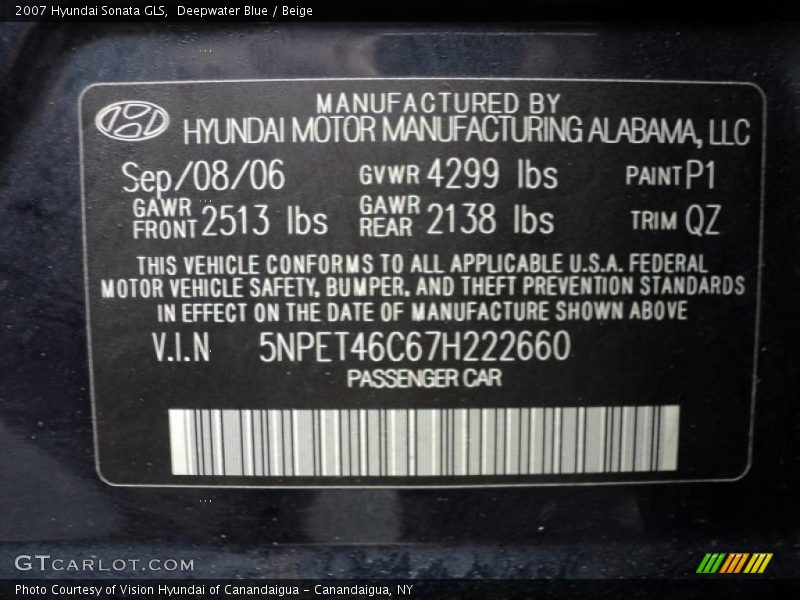 2007 Hyundai Sonata GLS,  Deepwater Blue / Beige
MANUFACTURED BY
HYUNDAI MOTOR MANUFACTURING ALABAMA, LLC
Sep/08/06 GVWR 4299 lbs PAINT P1
GAWR FRONT 2513 lbs GAWR REAR 2138 lbs TRIM QZ
THIS VEHICLE CONFORMS TO ALL APPLICABLE U.S.A. FEDERAL
MOTOR VEHICLE SAFETY, BUMPER, AND THEFT PREVENTION STANDARDS
IN EFFECT ON THE DATE OF MANUFACTURE SHOWN ABOVE
V.I.N 5NPET46C67H222660
PASSENGER CAR
GTCARLOT.COM
Photo Courtesy of Vision Hyundai of Canandaigua - Canandaigua, NY